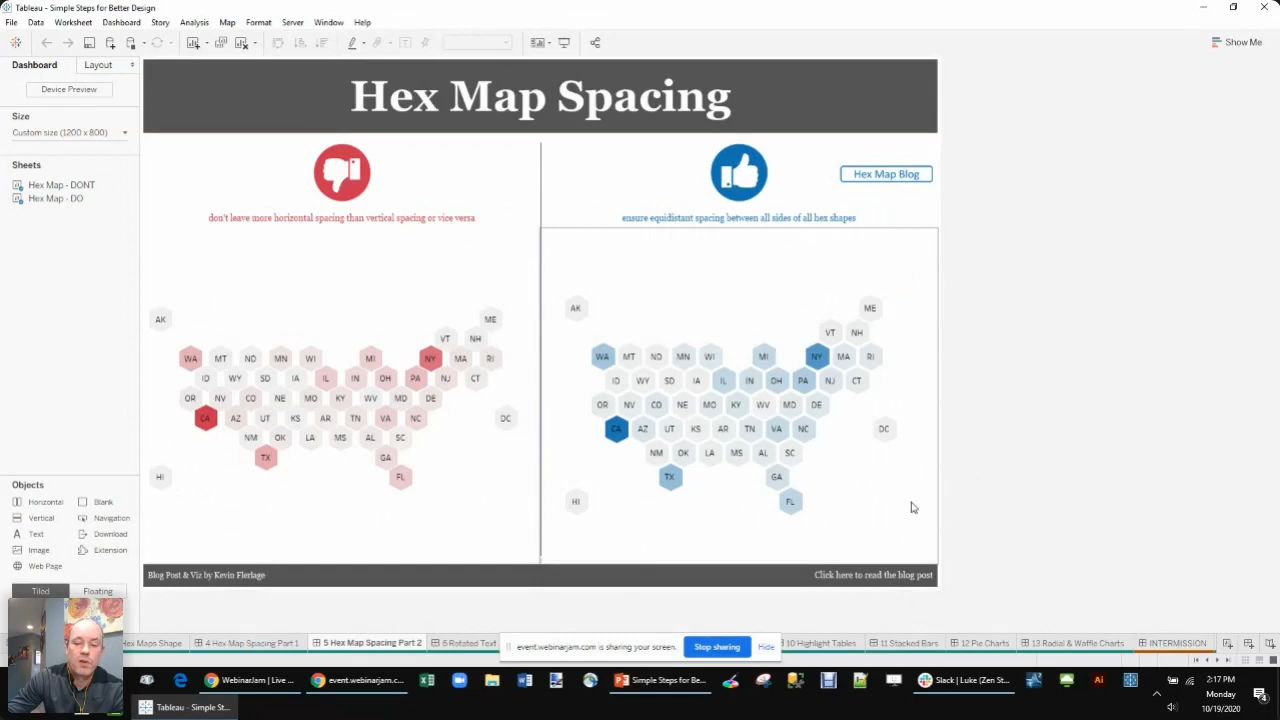 Tableau - Simple Steps for Better Design
File Data Worksheet Dashboard Story Analysis Map Format Server Window Help
Show Me
Dashboard Layout
Device Preview
Size
Custom size (1200 x 800)
Sheets
Hex Map - DONT
Hex Map - DO
Objects
Horizontal Blank
Vertical Navigation
Text Download
Image Extension
Web Page
Tiled Floating
Hex Map Spacing
don't leave more horizontal spacing than vertical spacing or vice versa
AK ME
VT NH
WA MT ND MN WI MI NY MA RI
ID WY SD IA IL IN OH PA NJ CT
OR NV CO NE MO KY WV MD DE
CA AZ UT KS AR TN VA NC DC
NM OK LA MS AL SC
TX GA
HI FL
Hex Map Blog
ensure equidistant spacing between all sides of all hex shapes
AK ME
VT NH
WA MT ND MN WI MI NY MA RI
ID WY SD IA IL IN OH PA NJ CT
OR NV CO NE MO KY WV MD DE
CA AZ UT KS AR TN VA NC DC
NM OK LA MS AL SC
TX GA
HI FL
Blog Post & Viz by Kevin Flerlage
Click here to read the blog post
Hex Maps Shape 4 Hex Map Spacing Part 1 5 Hex Map Spacing Part 2 6 Rotated Text 10 Highlight Tables 11 Stacked Bars 12 Pie Charts 13 Radial & Waffle Charts INTERMISSION
event.webinarjam.com is sharing your screen. Stop sharing Hide
WebinarJam | Live ... event.webinarjam.c... Simple Steps for Be... Slack | Luke (Zen St... 2:17 PM
Monday
Tableau - Simple St... 10/19/2020
4